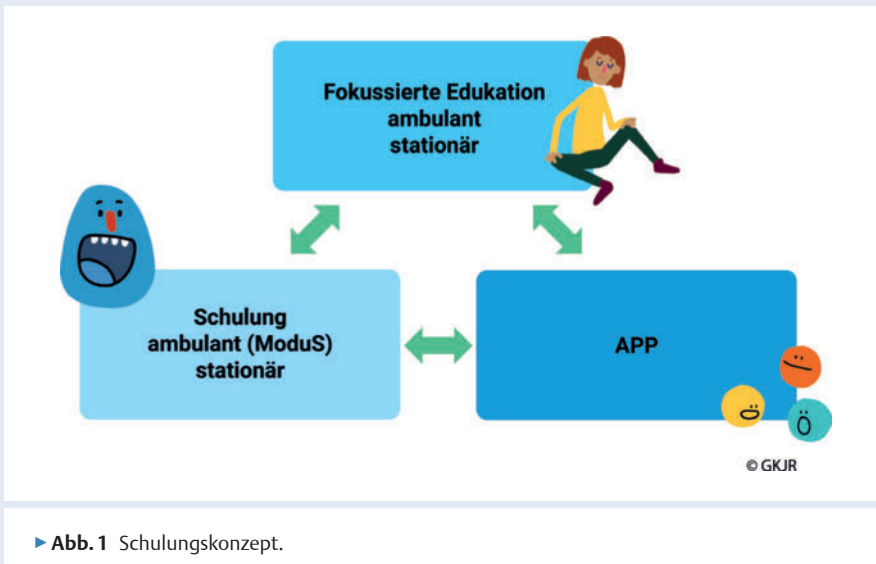 Fokussierte Edukation
ambulant
stationär
Schulung
ambulant (ModuS)
stationär
APP
© GKJR
▶ Abb. 1 Schulungskonzept.